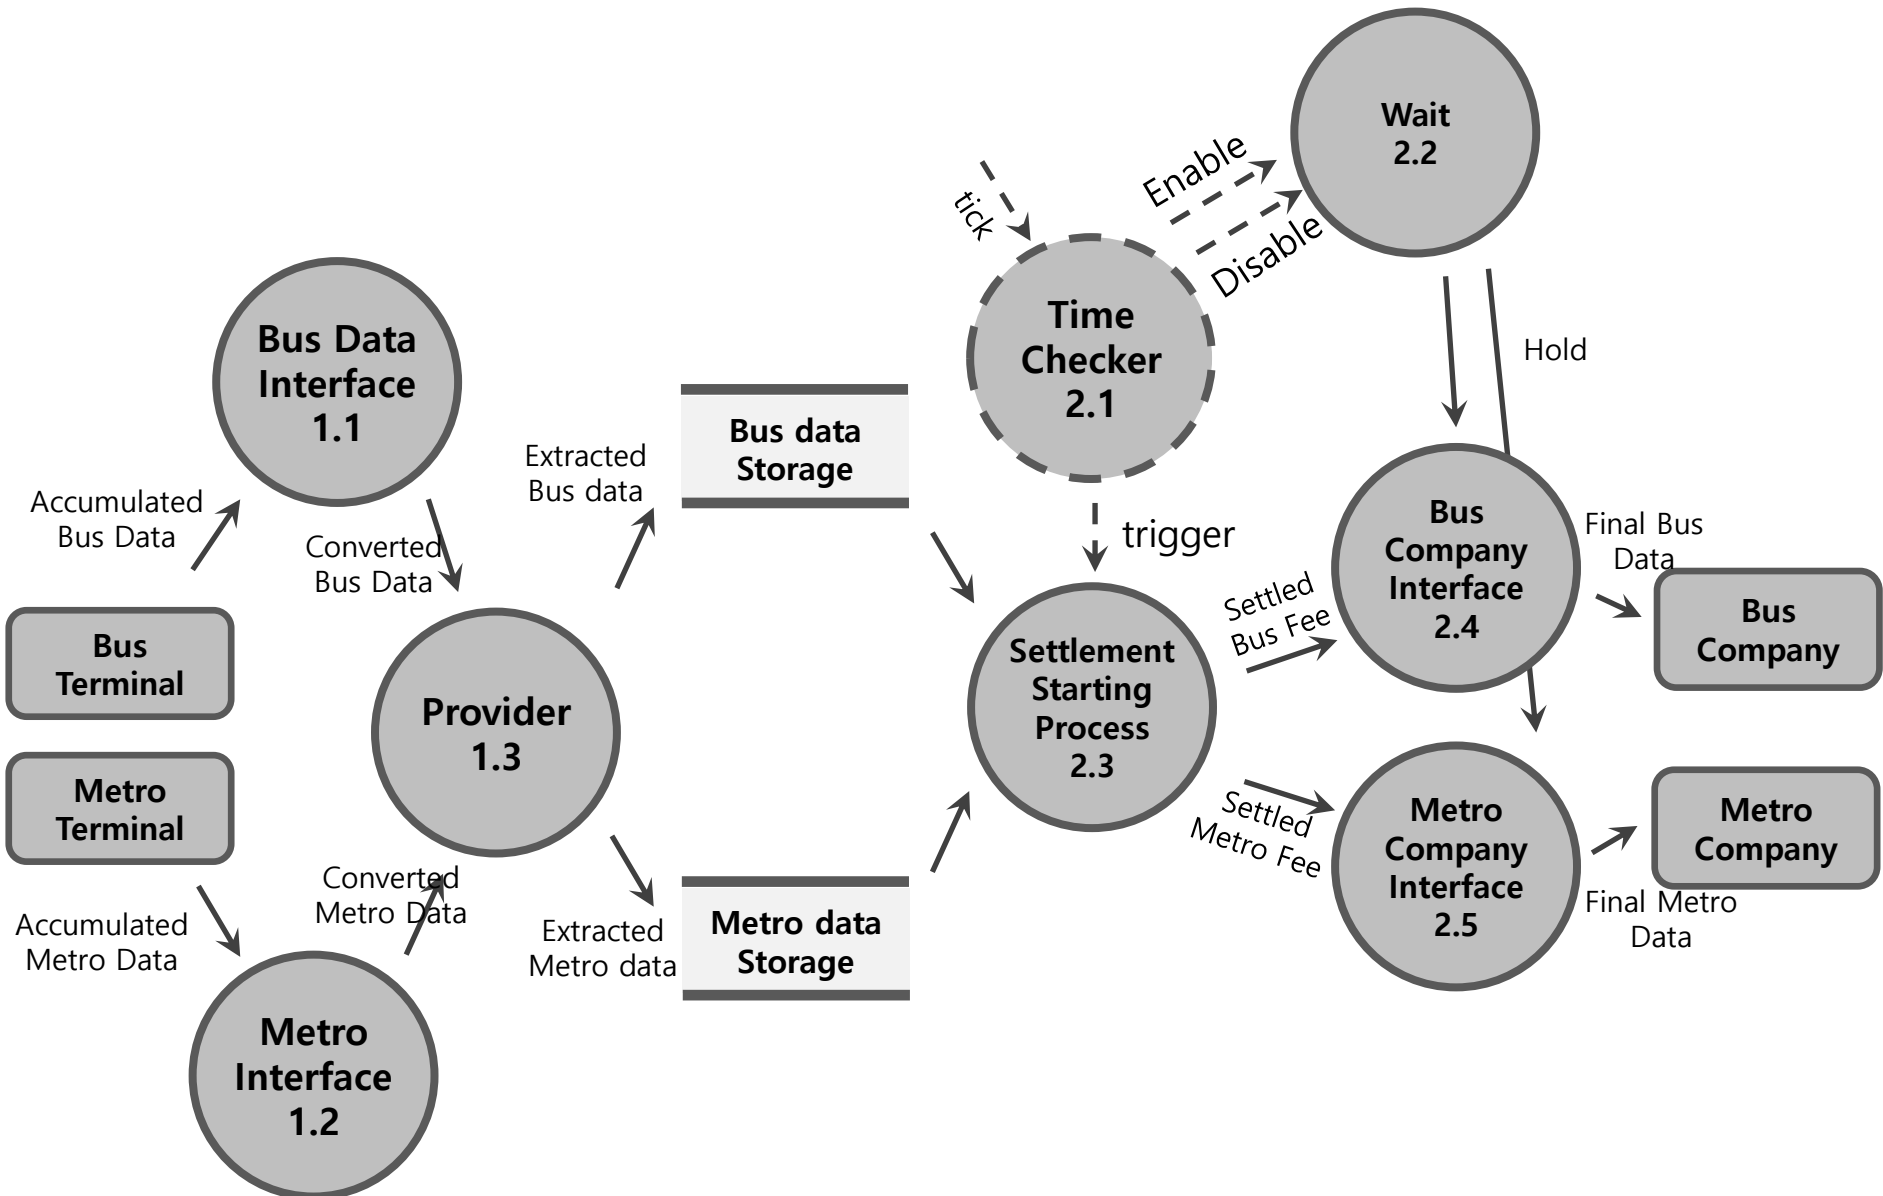 Wait
2.2
Enable
Disable
tick
Time
Checker
2.1
Hold
Bus Data
Interface
1.1
Bus data
Storage
Extracted
Bus data
Accumulated
Bus Data
Converted
Bus Data
trigger
Bus
Company
Interface
2.4
Final Bus
Data
Settled
Bus Fee
Bus
Company
Bus
Terminal
Provider
1.3
Settlement
Starting
Process
2.3
Metro
Terminal
Settled
Metro Fee
Metro
Company
Interface
2.5
Metro
Company
Final Metro
Data
Converted
Metro Data
Accumulated
Metro Data
Extracted
Metro data
Metro data
Storage
Metro
Interface
1.2